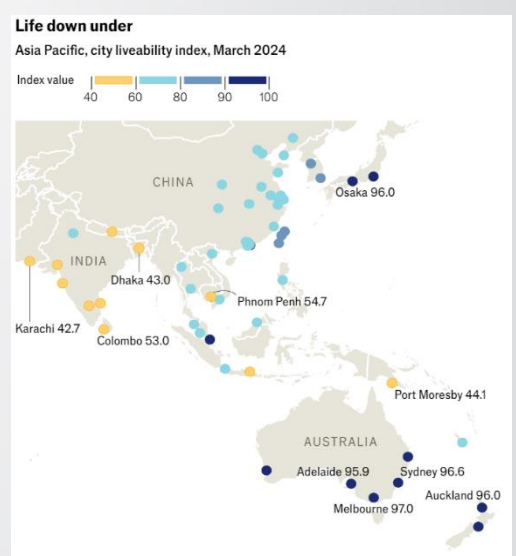 Life down under
Asia Pacific, city liveability index, March 2024
Index value
40 60 80 90 100
CHINA
Osaka 96.0
INDIA
Dhaka 43.0
Phnom Penh 54.7
Karachi 42.7
Colombo 53.0
Port Moresby 44.1
AUSTRALIA
Adelaide 95.9
Sydney 96.6
Auckland 96.0
Melbourne 97.0